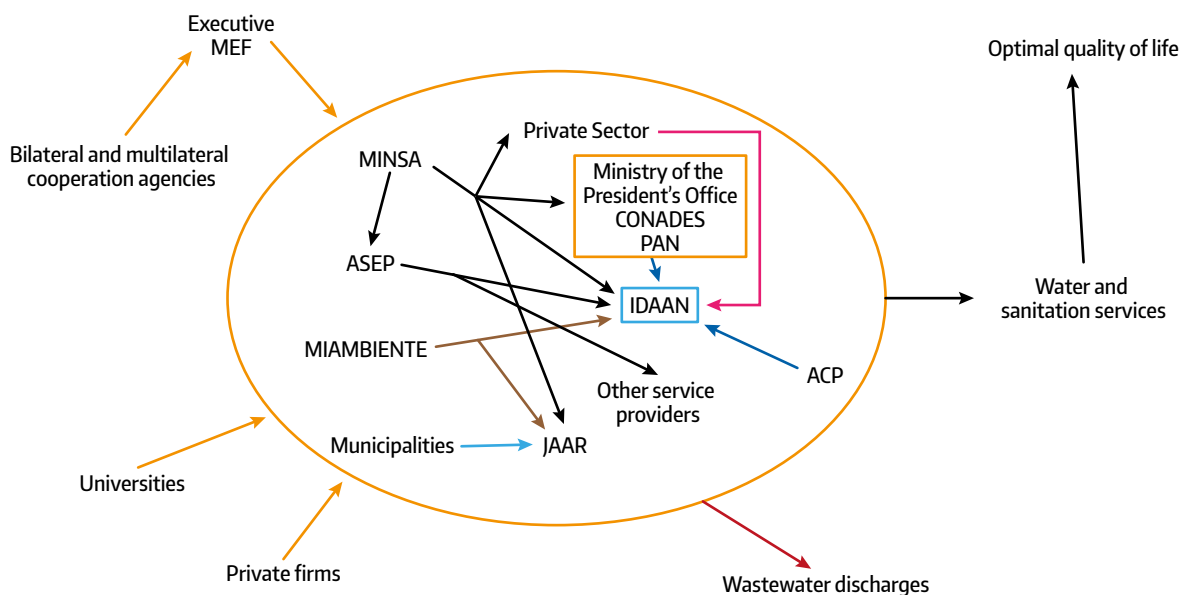 Executive
MEF
Optimal quality of life
Bilateral and multilateral
cooperation agencies
Private Sector
MINSA
Ministry of the
President's Office
CONADES
PAN
ASEP
IDAAN
Water and
sanitation services
MIAMBIENTE
ACP
Other service
providers
Municipalities
JAAR
Universities
Private firms
Wastewater discharges